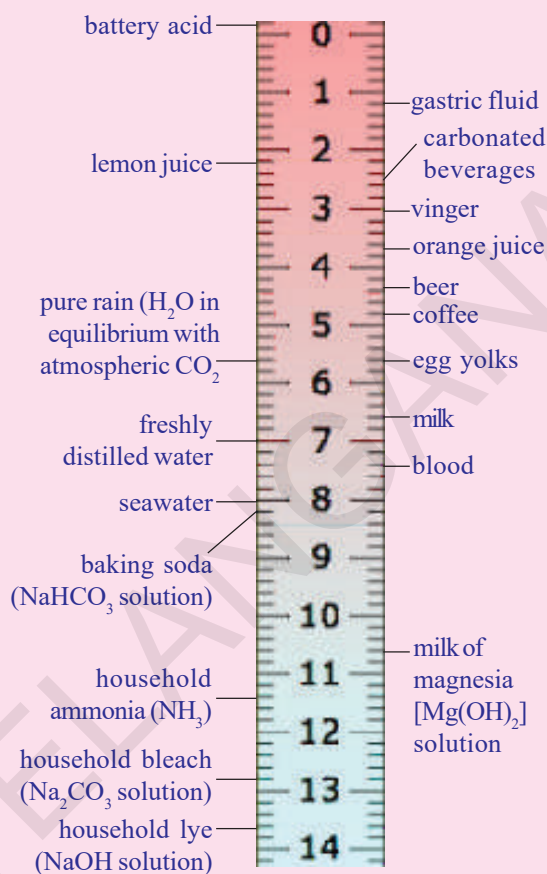 battery acid
lemon juice
pure rain (H₂O in
equilibrium with
atmospheric CO₂
freshly
distilled water
seawater
baking soda
(NaHCO₃ solution)
household
ammonia (NH₃)
household bleach
(Na₂CO₃ solution)
household lye
(NaOH solution)
0
1
2
3
4
5
6
7
8
9
10
11
12
13
14
gastric fluid
carbonated
beverages
vinger
orange juice
beer
coffee
egg yolks
milk
blood
milk of
magnesia
[Mg(OH)₂]
solution
ELANGANA